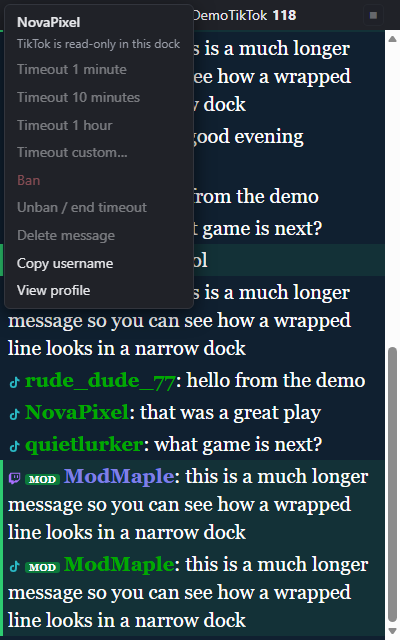 DemoTikTok 118
NovaPixel
TikTok is read-only in this dock
Timeout 1 minute
Timeout 10 minutes
Timeout 1 hour
Timeout custom...
Ban
Unban / end timeout
Delete message
Copy username
View profile
s is a much longer
see how a wrapped
dock
good evening
from the demo
t game is next?
ol
s is a much longer
message so you can see how a wrapped
line looks in a narrow dock
rude_dude_77: hello from the demo
NovaPixel: that was a great play
quietlurker: what game is next?
MOD ModMaple: this is a much longer
message so you can see how a wrapped
line looks in a narrow dock
MOD ModMaple: this is a much longer
message so you can see how a wrapped
line looks in a narrow dock